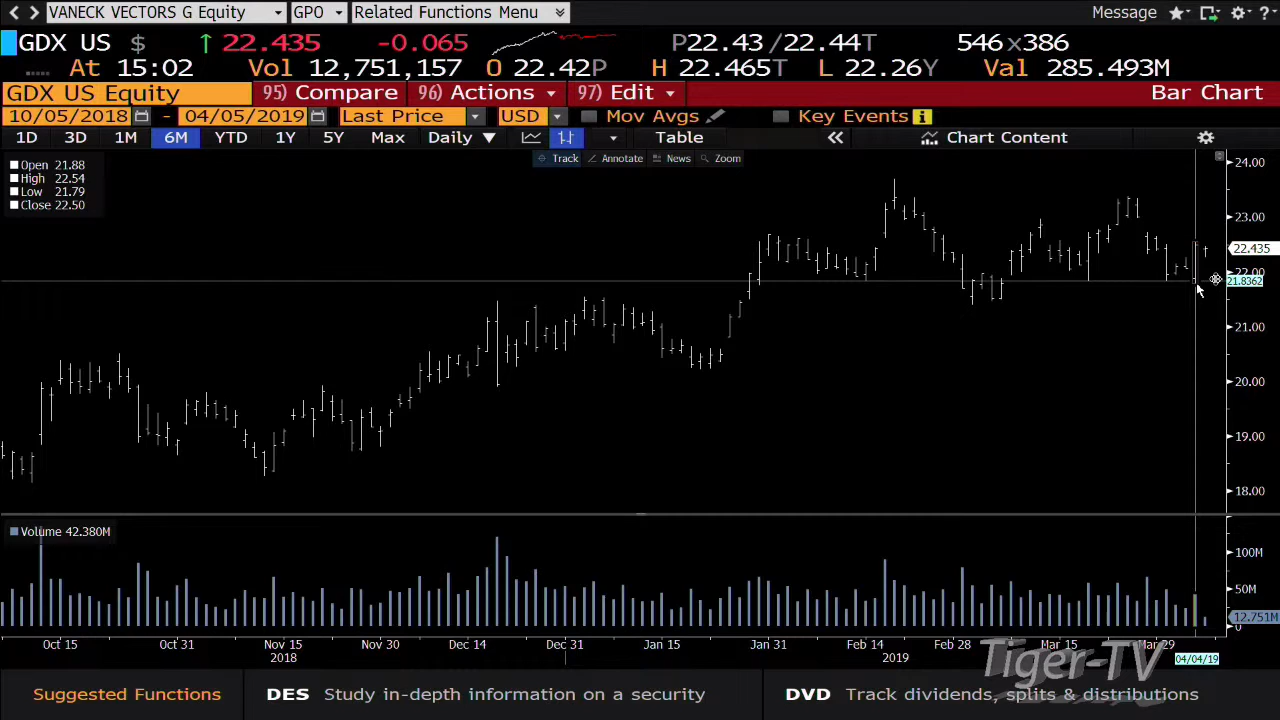 VANECK VECTORS G Equity GPO Related Functions Menu Message ?
GDX US $ ↑ 22.435 -0.065 P22.43 /22.44T 546 x386
At 15:02 Vol 12,751,157 O 22.42P H 22.465T L 22.26Y Val 285.493M
GDX US Equity 95) Compare 96) Actions 97) Edit Bar Chart
10/05/2018 - 04/05/2019 Last Price USD Mov Avgs Key Events i
1D 3D 1M 6M YTD 1Y 5Y Max Daily ▼ Table « Chart Content
Track Annotate News Zoom
Open 21.88
High 22.54
Low 21.79
Close 22.50
24.00
23.00
22.435
22.00
21.8362
21.00
20.00
19.00
18.00
Volume 42.380M
100M
50M
12.751M
0
Oct 15 Oct 31 Nov 15 Nov 30 Dec 14 Dec 31 Jan 15 Jan 31 Feb 14 Feb 28 Mar 15 Mar 29
2018 2019 04/04/19
Tiger-TV
Suggested Functions DES Study in-depth information on a security DVD Track dividends, splits & distributions